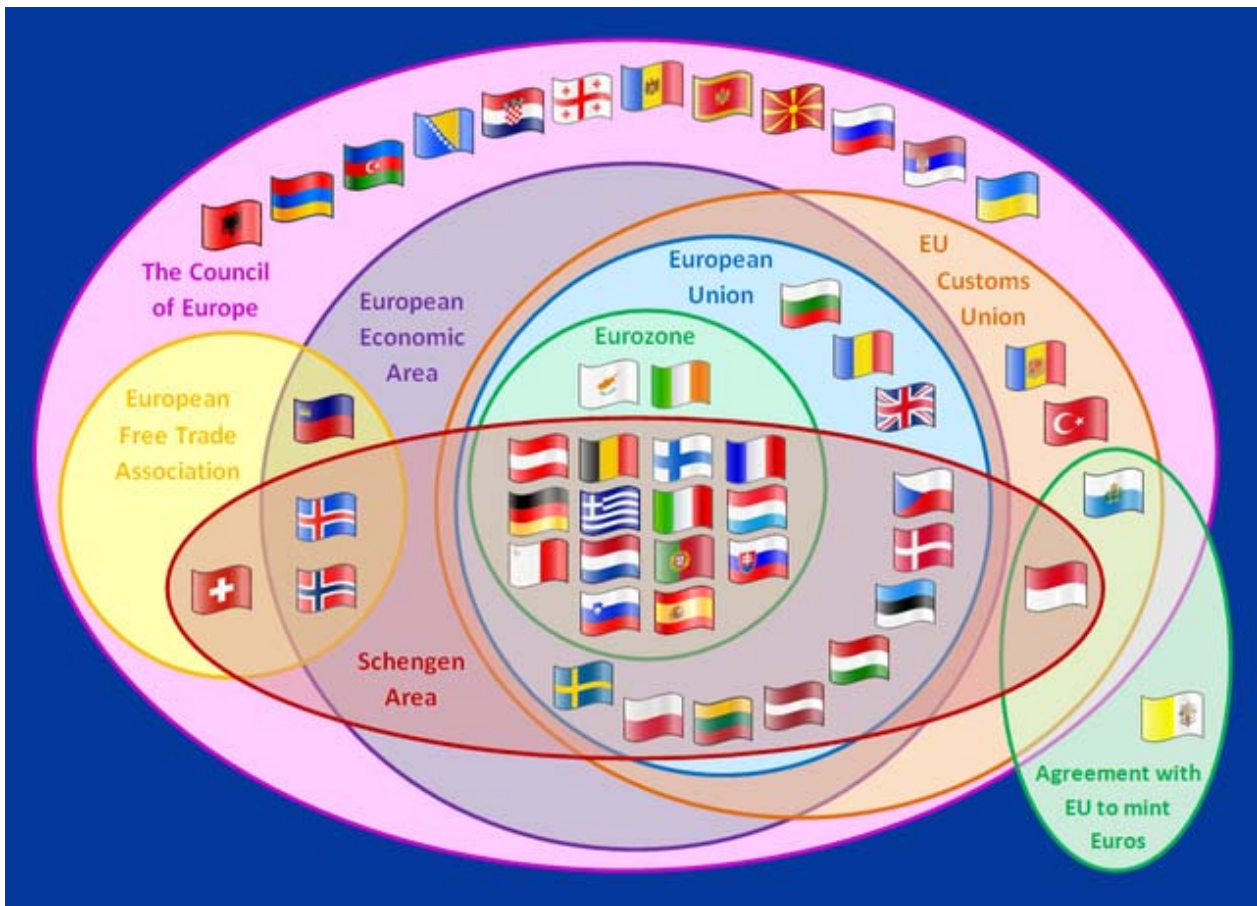 The Council
of Europe
European
Economic
Area
European
Union
EU
Customs
Union
Eurozone
European
Free Trade
Association
Schengen
Area
Agreement with
EU to mint
Euros